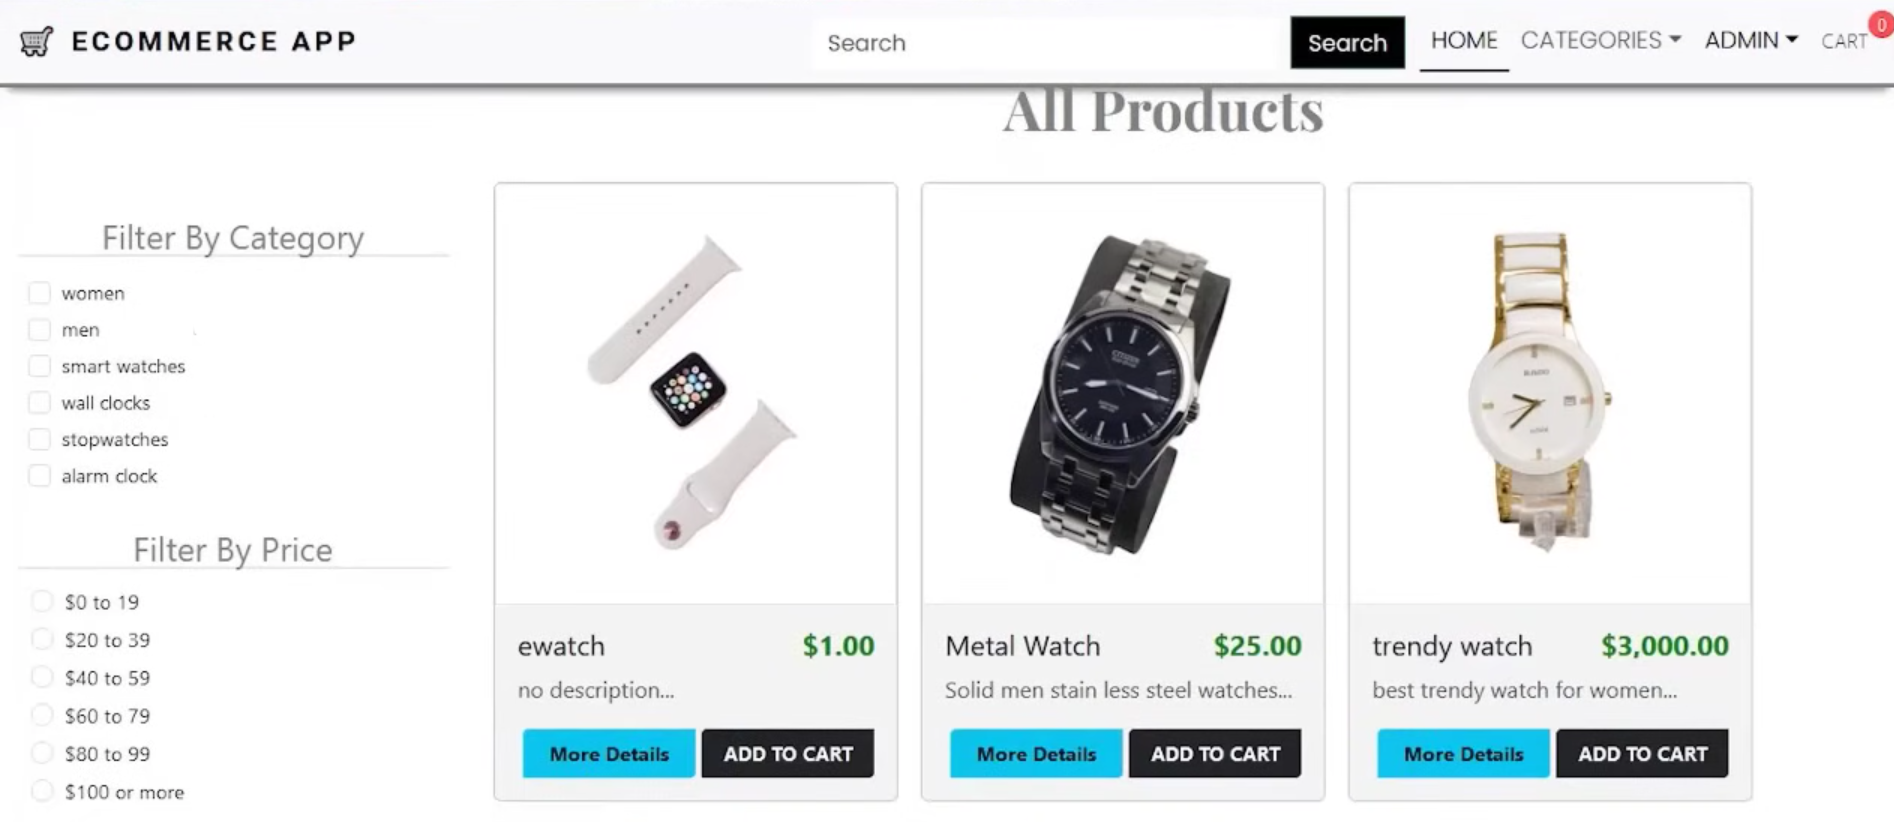 ECOMMERCE APP
Search
Search
HOME
CATEGORIES
ADMIN
CART
0
All Products
Filter By Category
women
men
smart watches
wall clocks
stopwatches
alarm clock
Filter By Price
$0 to 19
$20 to 39
$40 to 59
$60 to 79
$80 to 99
$100 or more
CITIZEN
ewatch $1.00
no description...
More Details ADD TO CART
Metal Watch $25.00
Solid men stain less steel watches...
More Details ADD TO CART
RADO
trendy watch $3,000.00
best trendy watch for women...
More Details ADD TO CART